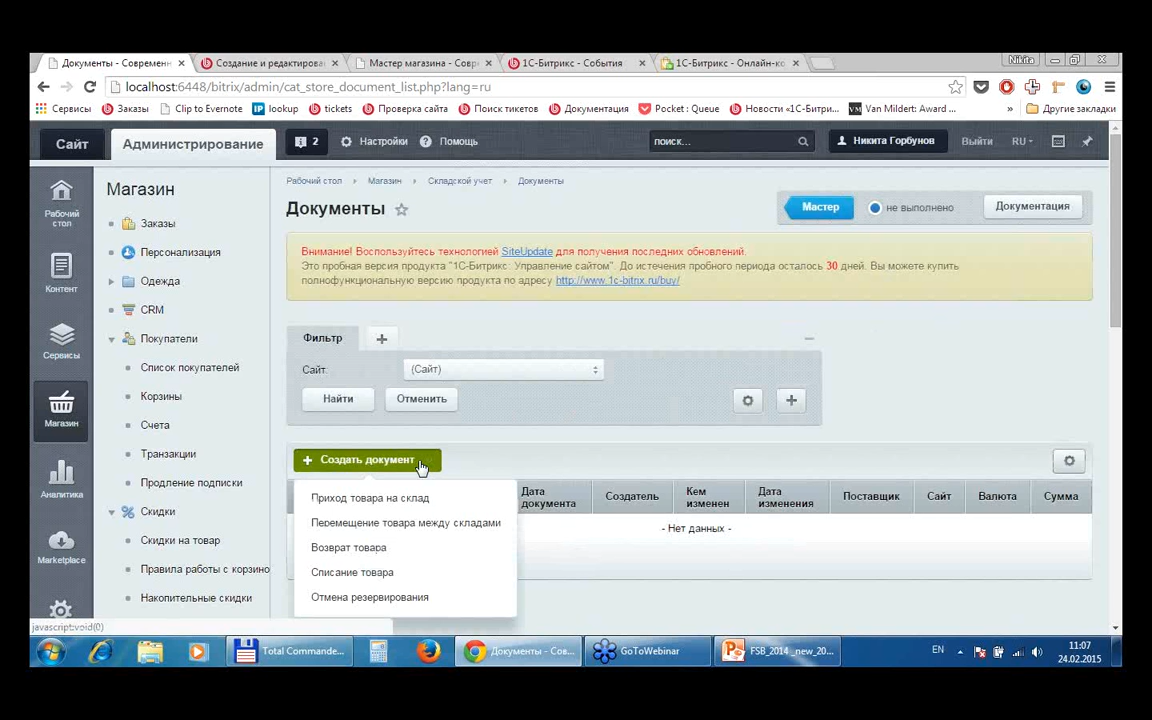 Документы - Современн
Создание и редактирова
Мастер магазина - Совр
1С-Битрикс - События
1С-Битрикс - Онлайн-ко
Nikita
localhost:6448/bitrix/admin/cat_store_document_list.php?lang=ru
Сервисы
Заказы
Clip to Evernote
lookup
tickets
Проверка сайта
Поиск тикетов
Документация
Pocket : Queue
Новости «1С-Битри...
Van Mildert: Award ...
»
Другие закладки
Сайт
Администрирование
2
Настройки
Помощь
поиск...
Никита Горбунов
Выйти
RU
Рабочий стол
Контент
Сервисы
Магазин
Аналитика
Marketplace
Магазин
Заказы
Персонализация
Одежда
CRM
Покупатели
Список покупателей
Корзины
Счета
Транзакции
Продление подписки
Скидки
Скидки на товар
Правила работы с корзино
Накопительные скидки
Рабочий стол
Магазин
Складской учет
Документы
Документы
Мастер
не выполнено
Документация
Внимание! Воспользуйтесь технологией SiteUpdate для получения последних обновлений.
Это пробная версия продукта "1С-Битрикс: Управление сайтом". До истечения пробного периода осталось 30 дней. Вы можете купить
полнофункциональную версию продукта по адресу http://www.1c-bitrix.ru/buy/
Фильтр
Сайт:
(Сайт)
Найти
Отменить
Создать документ
Приход товара на склад
Перемещение товара между складами
Возврат товара
Списание товара
Отмена резервирования
Дата документа
Создатель
Кем изменен
Дата изменения
Поставщик
Сайт
Валюта
Сумма
- Нет данных -
javascript:void(0)
Total Commande...
Документы - Сов...
GoToWebinar
FSB_2014 _new_20...
EN
11:07
24.02.2015